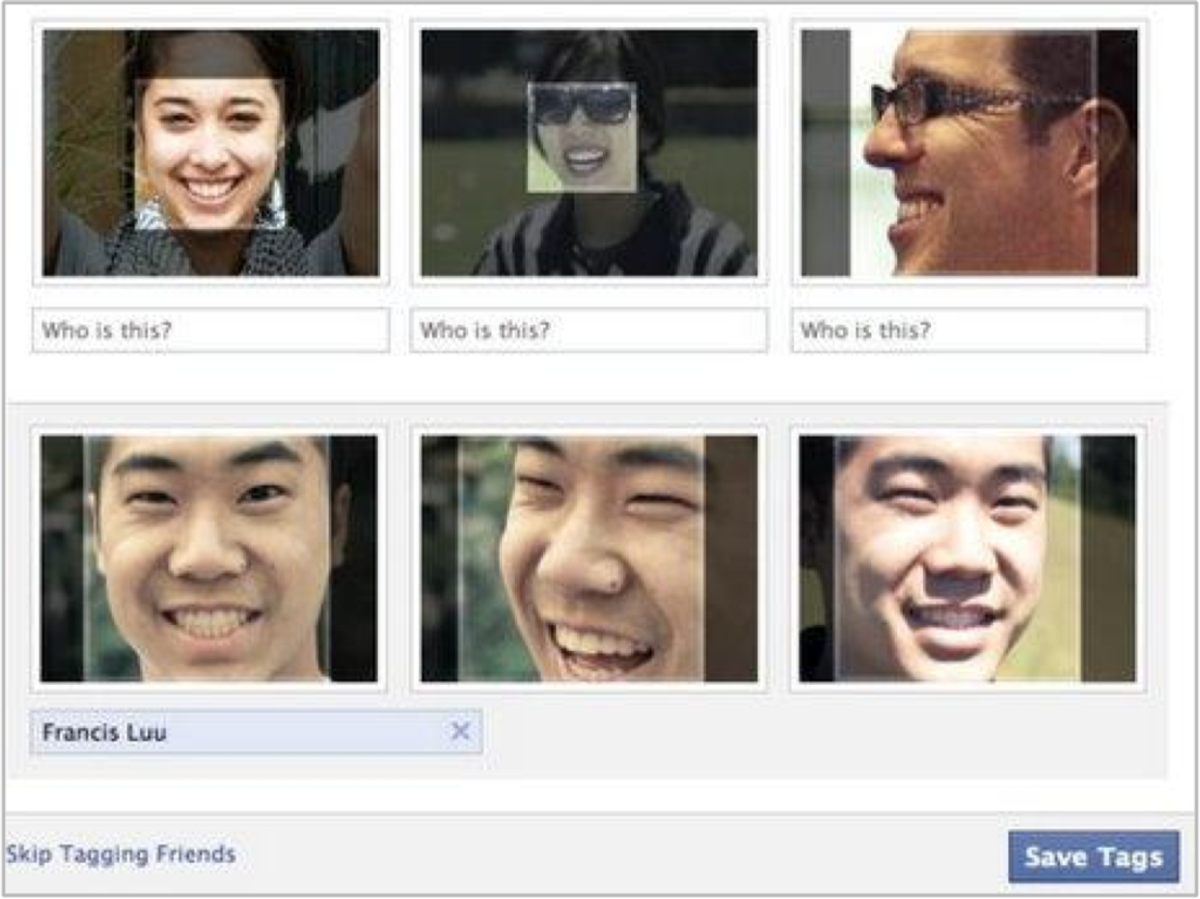 Who is this?
Who is this?
Who is this?
Francis Luu
Skip Tagging Friends
Save Tags